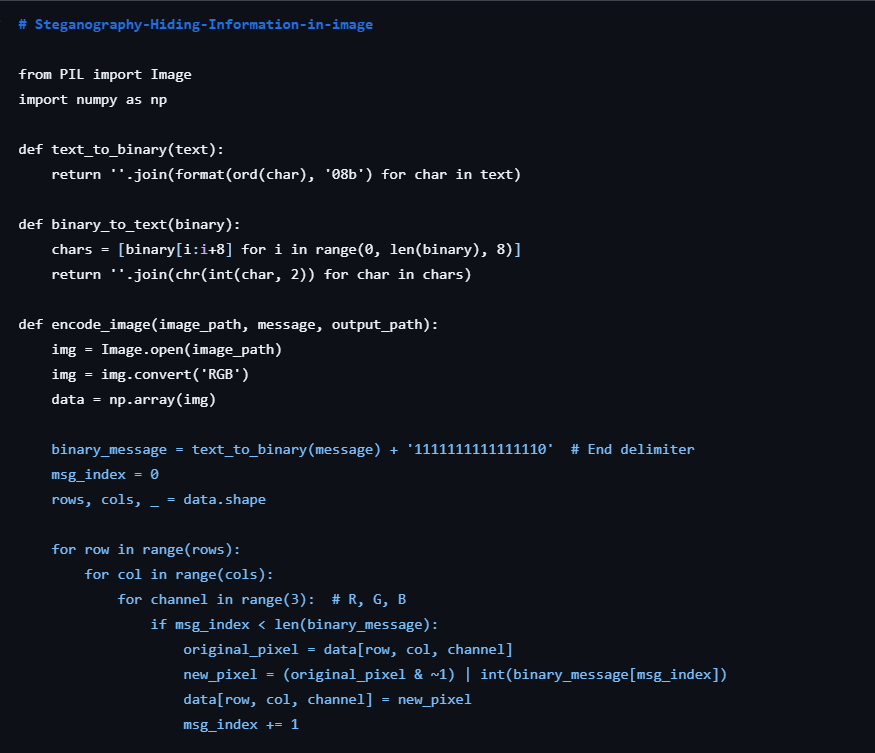 # Steganography-Hiding-Information-in-image
from PIL import Image
import numpy as np
def text_to_binary(text):
    return ''.join(format(ord(char), '08b') for char in text)
def binary_to_text(binary):
    chars = [binary[i:i+8] for i in range(0, len(binary), 8)]
    return ''.join(chr(int(char, 2)) for char in chars)
def encode_image(image_path, message, output_path):
    img = Image.open(image_path)
    img = img.convert('RGB')
    data = np.array(img)
    binary_message = text_to_binary(message) + '1111111111111110'  # End delimiter
    msg_index = 0
    rows, cols, _ = data.shape
    for row in range(rows):
        for col in range(cols):
            for channel in range(3):  # R, G, B
                if msg_index < len(binary_message):
                    original_pixel = data[row, col, channel]
                    new_pixel = (original_pixel & ~1) | int(binary_message[msg_index])
                    data[row, col, channel] = new_pixel
                    msg_index += 1